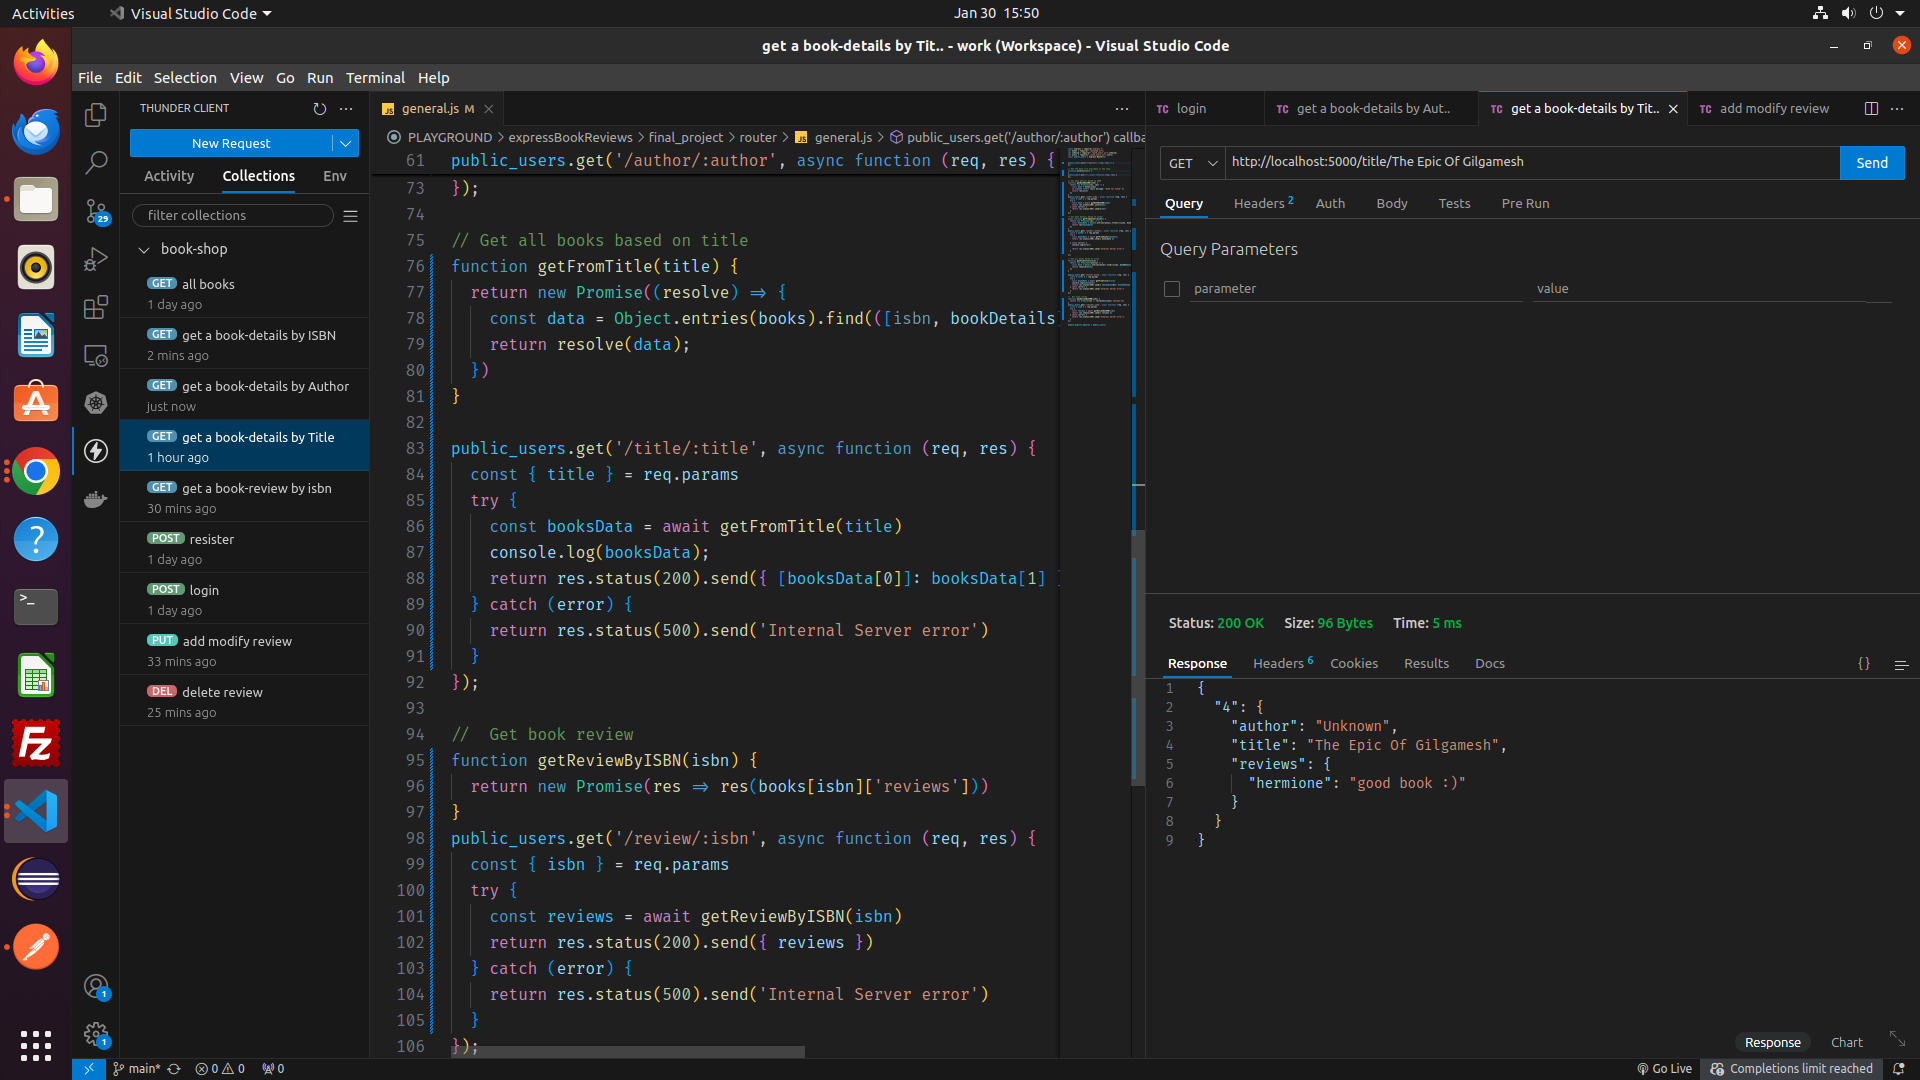 Activities
Visual Studio Code
Jan 30 15:50
get a book-details by Tit.. - work (Workspace) - Visual Studio Code
File Edit Selection View Go Run Terminal Help
THUNDER CLIENT
New Request
Activity Collections Env
filter collections
book-shop
GET all books
1 day ago
GET get a book-details by ISBN
2 mins ago
GET get a book-details by Author
just now
GET get a book-details by Title
1 hour ago
GET get a book-review by isbn
30 mins ago
POST resister
1 day ago
POST login
1 day ago
PUT add modify review
33 mins ago
DEL delete review
25 mins ago
29
1
1
general.js M
PLAYGROUND > expressBookReviews > final_project > router > general.js > public_users.get('/author/:author') callba
61 public_users.get('/author/:author', async function (req, res) {
73 });
74
75 // Get all books based on title
76 function getFromTitle(title) {
77 return new Promise((resolve) => {
78 const data = Object.entries(books).find(([isbn, bookDetails
79 return resolve(data);
80 })
81 }
82
83 public_users.get('/title/:title', async function (req, res) {
84 const { title } = req.params
85 try {
86 const booksData = await getFromTitle(title)
87 console.log(booksData);
88 return res.status(200).send({ [booksData[0]]: booksData[1]
89 } catch (error) {
90 return res.status(500).send('Internal Server error')
91 }
92 });
93
94 //  Get book review
95 function getReviewByISBN(isbn) {
96 return new Promise(res => res(books[isbn]['reviews']))
97 }
98 public_users.get('/review/:isbn', async function (req, res) {
99 const { isbn } = req.params
100 try {
101 const reviews = await getReviewByISBN(isbn)
102 return res.status(200).send({ reviews })
103 } catch (error) {
104 return res.status(500).send('Internal Server error')
105 }
106 });
TC login
TC get a book-details by Aut..
TC get a book-details by Tit..
TC add modify review
GET http://localhost:5000/title/The Epic Of Gilgamesh Send
Query Headers 2 Auth Body Tests Pre Run
Query Parameters
parameter value
Status: 200 OK Size: 96 Bytes Time: 5 ms
Response Headers 6 Cookies Results Docs {}
1 {
2 "4": {
3 "author": "Unknown",
4 "title": "The Epic Of Gilgamesh",
5 "reviews": {
6 "hermione": "good book :)"
7 }
8 }
9 }
Response Chart
main* 0 0 0
Go Live Completions limit reached